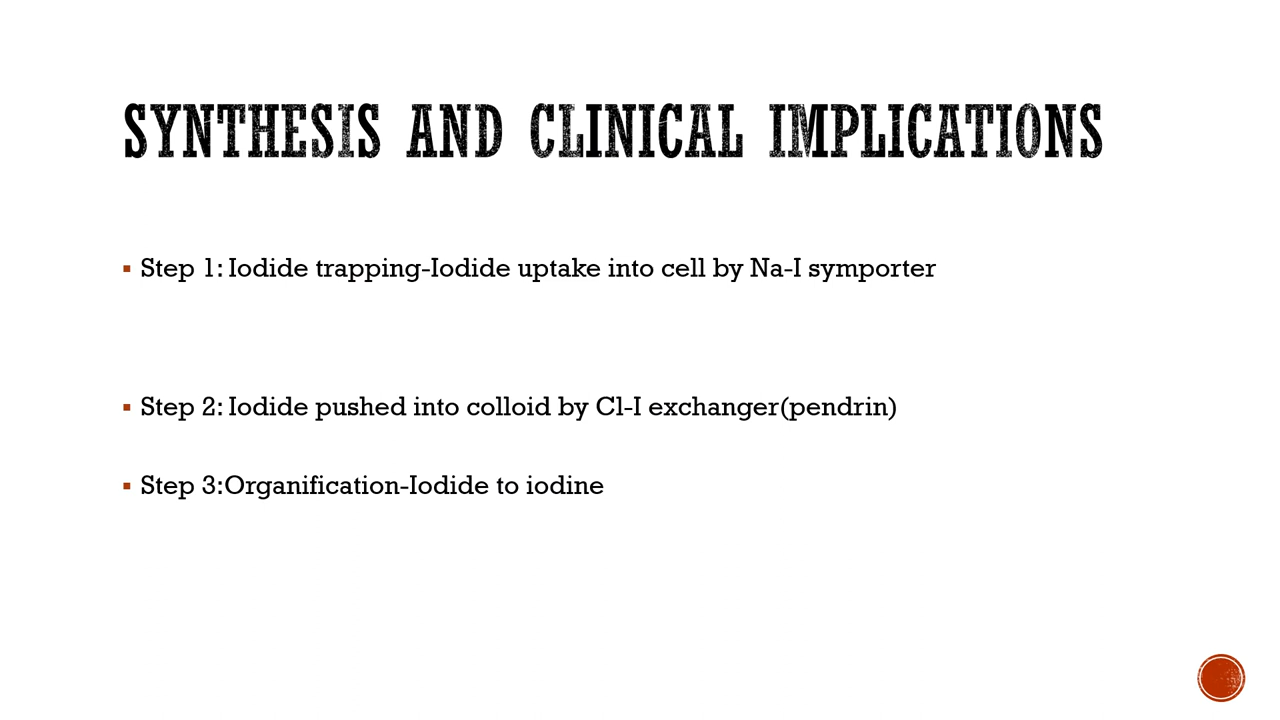 SYNTHESIS AND CLINICAL IMPLICATIONS
▪ Step 1: Iodide trapping-Iodide uptake into cell by Na-I symporter
▪ Step 2: Iodide pushed into colloid by Cl-I exchanger(pendrin)
▪ Step 3:Organification-Iodide to iodine